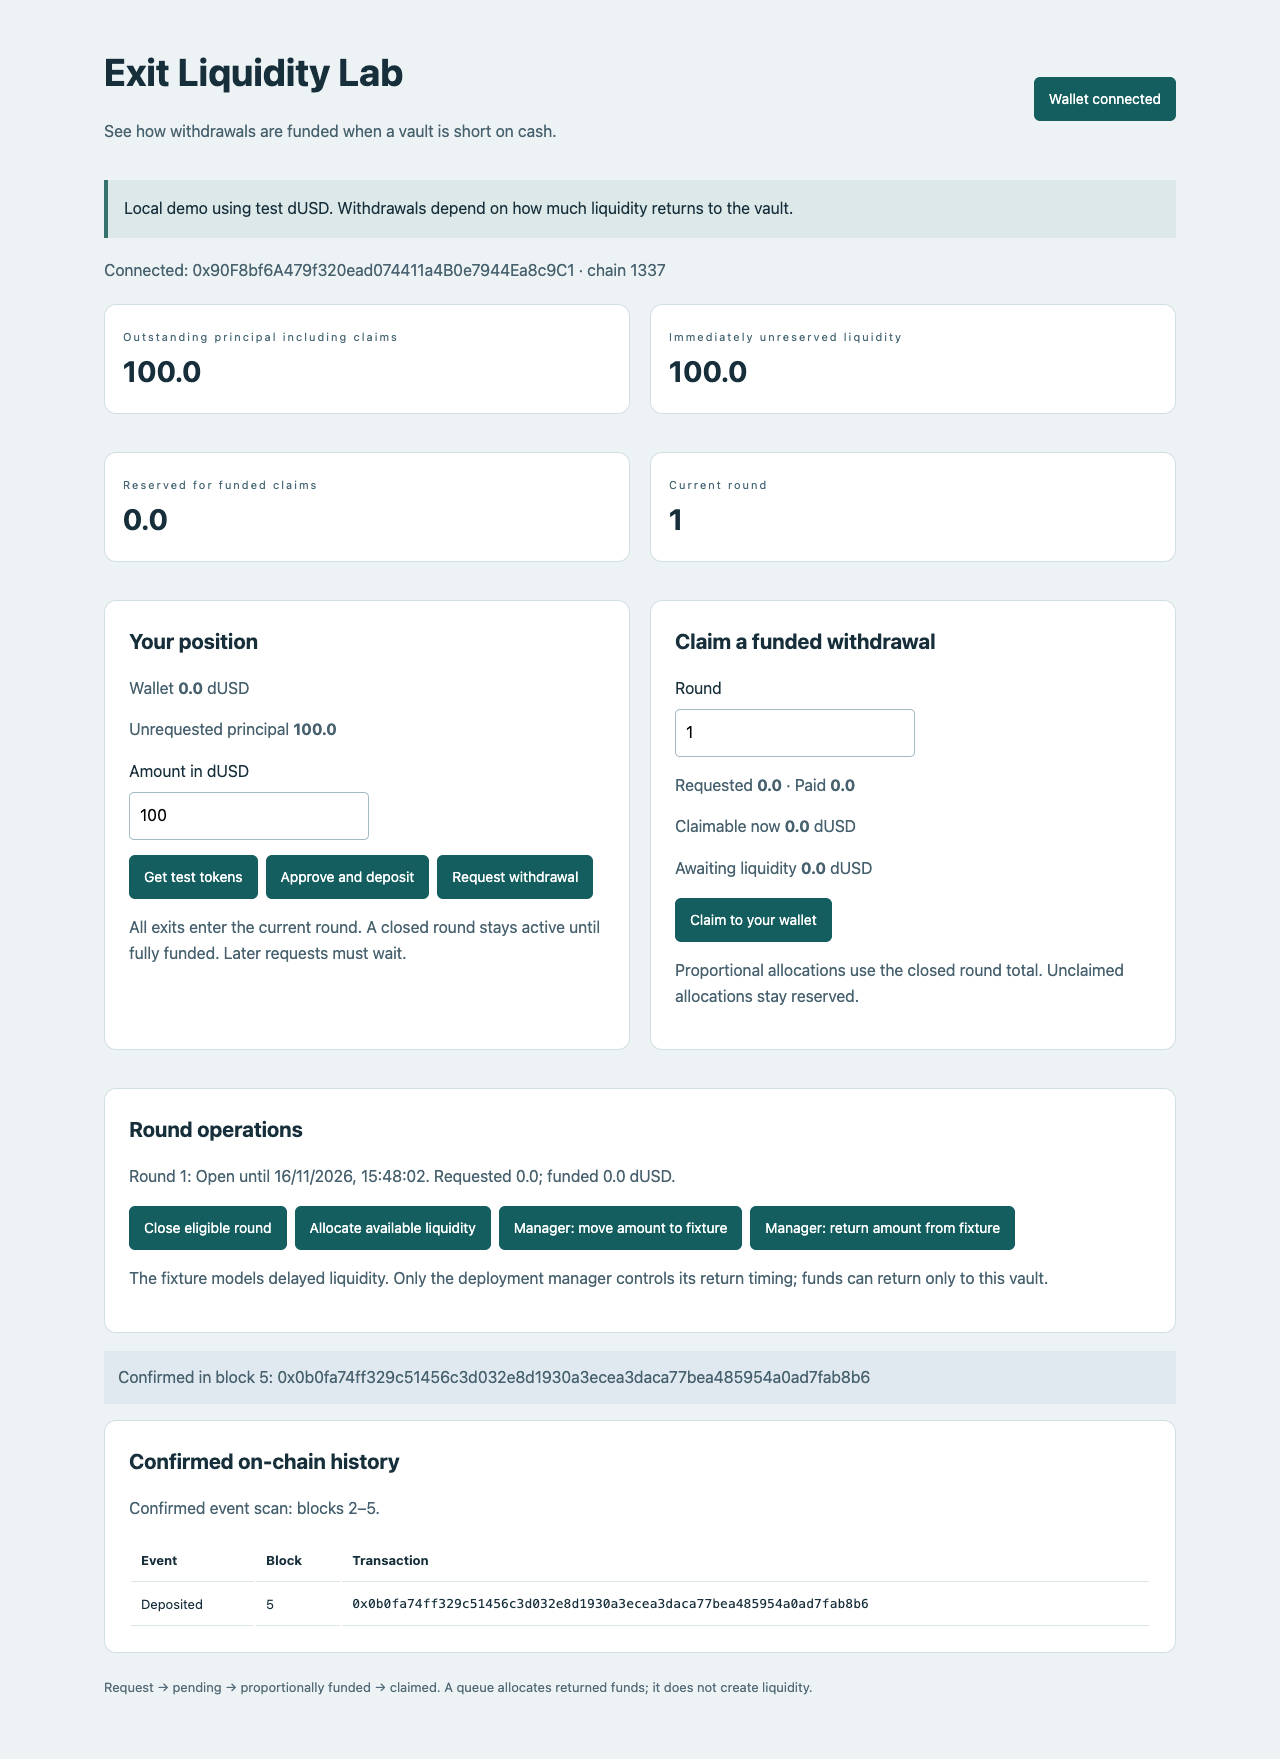 Exit Liquidity Lab
Wallet connected
See how withdrawals are funded when a vault is short on cash.
Local demo using test dUSD. Withdrawals depend on how much liquidity returns to the vault.
Connected: 0x90F8bf6A479f320ead074411a4B0e7944Ea8c9C1 · chain 1337
Outstanding principal including claims
100.0
Immediately unreserved liquidity
100.0
Reserved for funded claims
0.0
Current round
1
Your position
Wallet 0.0 dUSD
Unrequested principal 100.0
Amount in dUSD
100
Get test tokens
Approve and deposit
Request withdrawal
All exits enter the current round. A closed round stays active until
fully funded. Later requests must wait.
Claim a funded withdrawal
Round
1
Requested 0.0 · Paid 0.0
Claimable now 0.0 dUSD
Awaiting liquidity 0.0 dUSD
Claim to your wallet
Proportional allocations use the closed round total. Unclaimed
allocations stay reserved.
Round operations
Round 1: Open until 16/11/2026, 15:48:02. Requested 0.0; funded 0.0 dUSD.
Close eligible round
Allocate available liquidity
Manager: move amount to fixture
Manager: return amount from fixture
The fixture models delayed liquidity. Only the deployment manager controls its return timing; funds can return only to this vault.
Confirmed in block 5: 0x0b0fa74ff329c51456c3d032e8d1930a3ecea3daca77bea485954a0ad7fab8b6
Confirmed on-chain history
Confirmed event scan: blocks 2–5.
Event Block Transaction
Deposited 5 0x0b0fa74ff329c51456c3d032e8d1930a3ecea3daca77bea485954a0ad7fab8b6
Request → pending → proportionally funded → claimed. A queue allocates returned funds; it does not create liquidity.